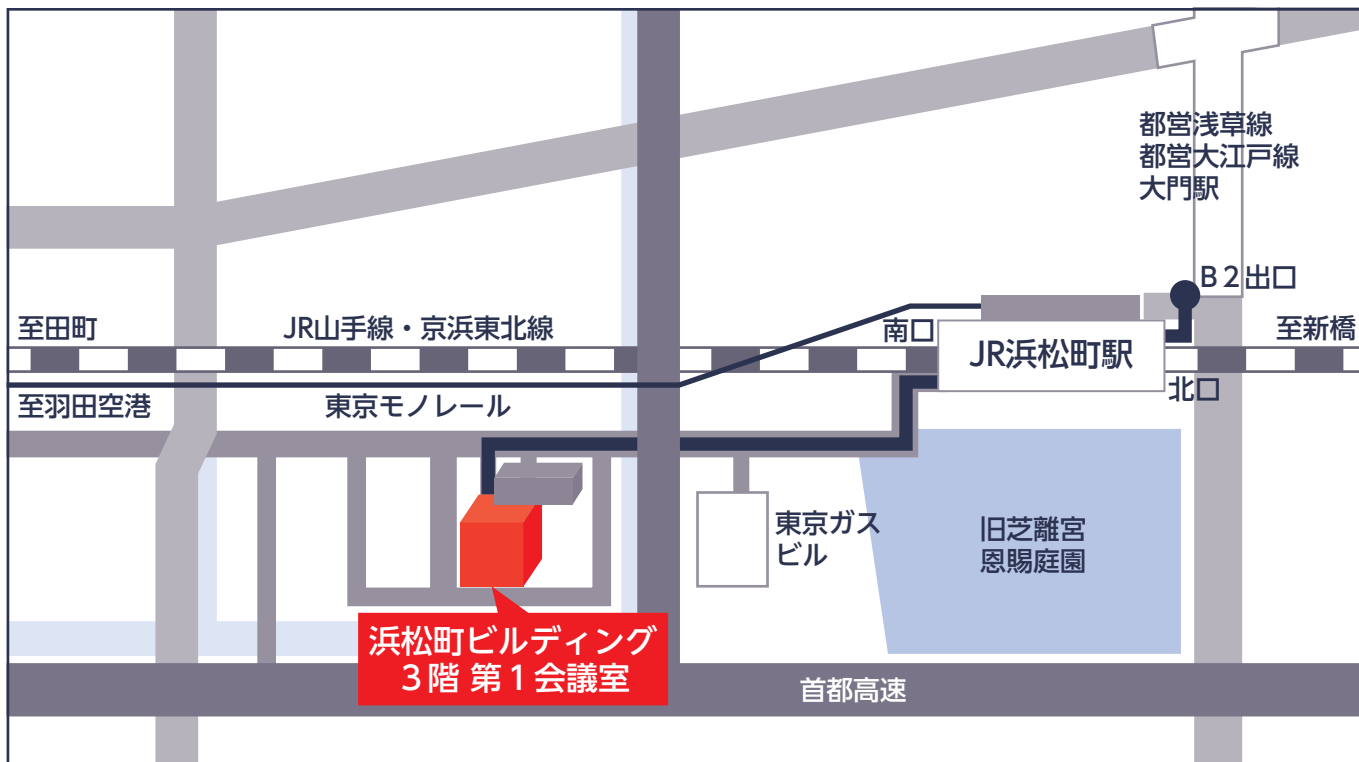 都営浅草線
都営大江戸線
大門駅
B2出口
至田町
JR山手線・京浜東北線
南口
JR浜松町駅
至新橋
至羽田空港
東京モノレール
北口
東京ガス
ビル
旧芝離宮
恩賜庭園
浜松町ビルディング
3階 第1会議室
首都高速